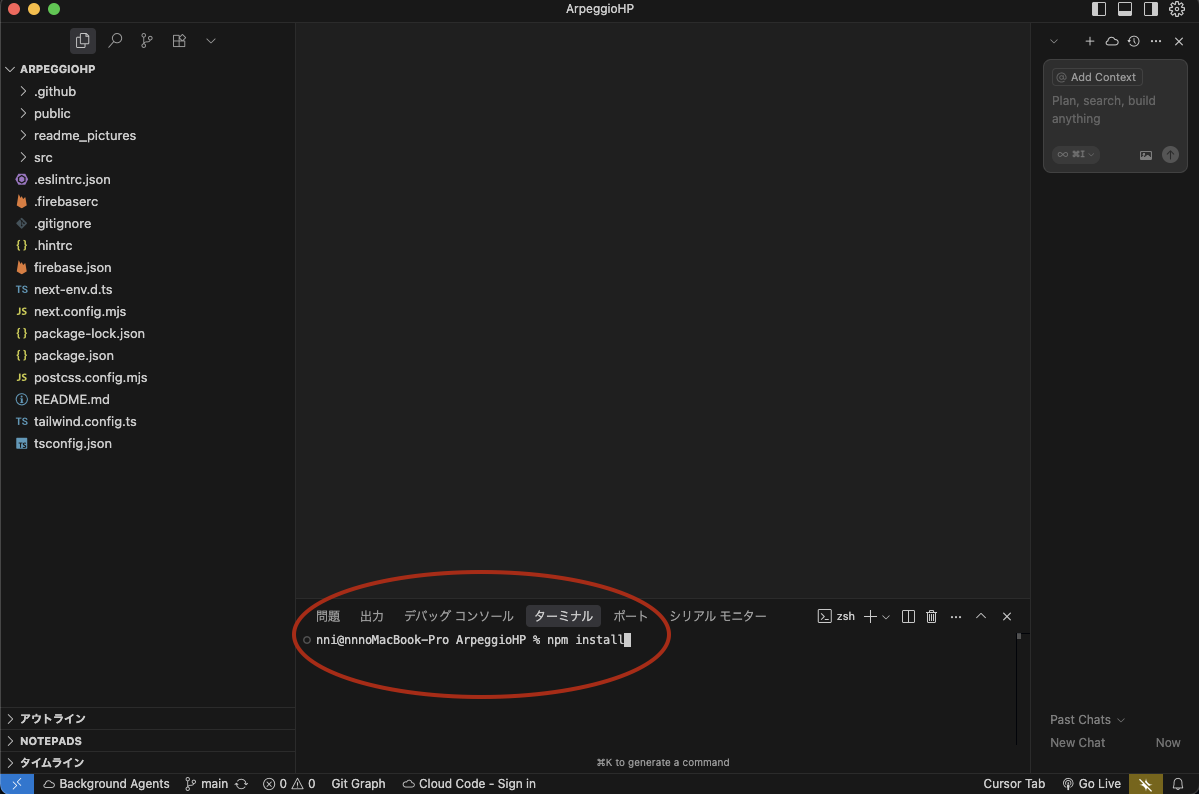 ArpeggioHP
ARPEGGIOHP
.github
public
readme_pictures
src
.eslintrc.json
.firebaserc
.gitignore
{} .hintrc
firebase.json
TS next-env.d.ts
JS next.config.mjs
{} package-lock.json
{} package.json
JS postcss.config.mjs
README.md
TS tailwind.config.ts
TS tsconfig.json
アウトライン
NOTEPADS
タイムライン
問題 出力 デバッグ コンソール ターミナル ポート シリアル モニター zsh
nni@nnnoMacBook-Pro ArpeggioHP % npm install
⌘K to generate a command
@ Add Context
Plan, search, build
anything
∞ ⌘I
Past Chats
New Chat Now
Background Agents main 0 0 Git Graph Cloud Code - Sign in Cursor Tab Go Live